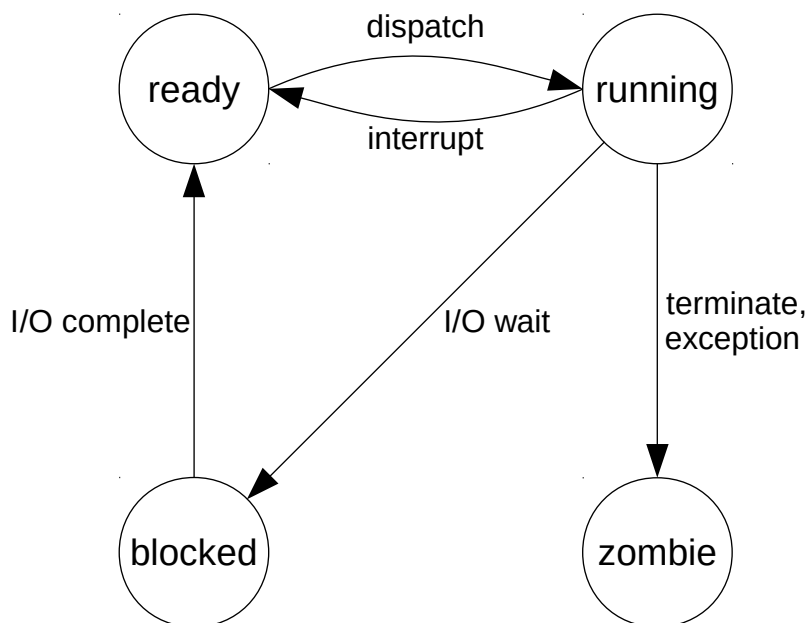 dispatch
ready
running
interrupt
I/O complete
I/O wait
terminate,
exception
blocked
zombie